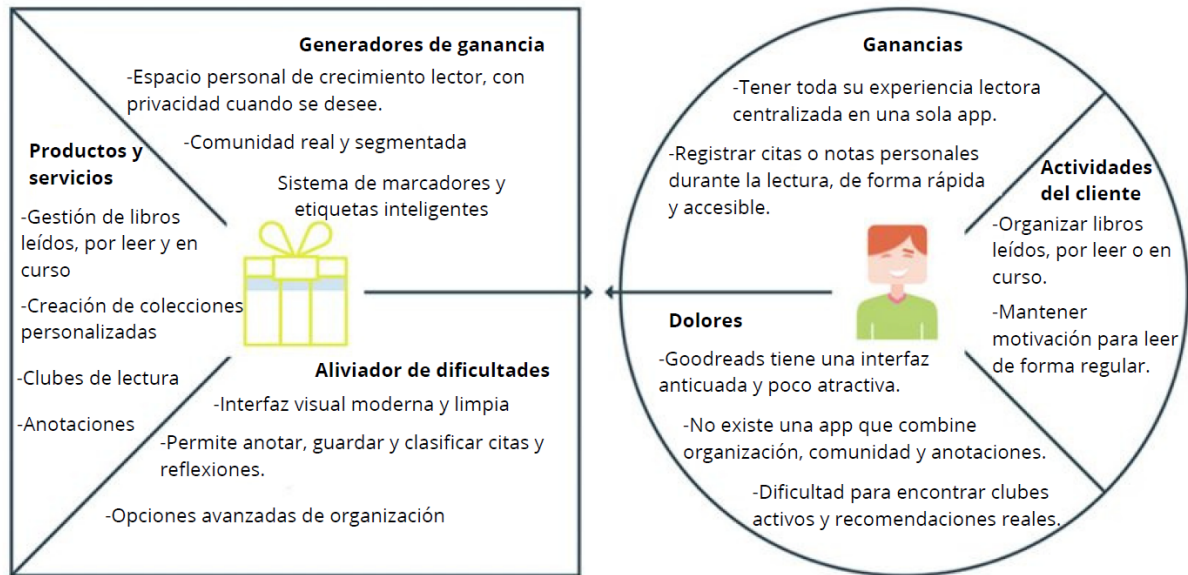 Generadores de ganancia
-Espacio personal de crecimiento lector, con
privacidad cuando se desee.
-Comunidad real y segmentada
Sistema de marcadores y
etiquetas inteligentes
Productos y
servicios
-Gestión de libros
leídos, por leer y en
curso
-Creación de colecciones
personalizadas
-Clubes de lectura
-Anotaciones
Aliviador de dificultades
-Interfaz visual moderna y limpia
-Permite anotar, guardar y clasificar citas y
reflexiones.
-Opciones avanzadas de organización
Ganancias
-Tener toda su experiencia lectora
centralizada en una sola app.
-Registrar citas o notas personales
durante la lectura, de forma rápida
y accesible.
Actividades
del cliente
-Organizar libros
leídos, por leer o en
curso.
-Mantener
motivación para leer
de forma regular.
Dolores
-Goodreads tiene una interfaz
anticuada y poco atractiva.
-No existe una app que combine
organización, comunidad y anotaciones.
-Dificultad para encontrar clubes
activos y recomendaciones reales.